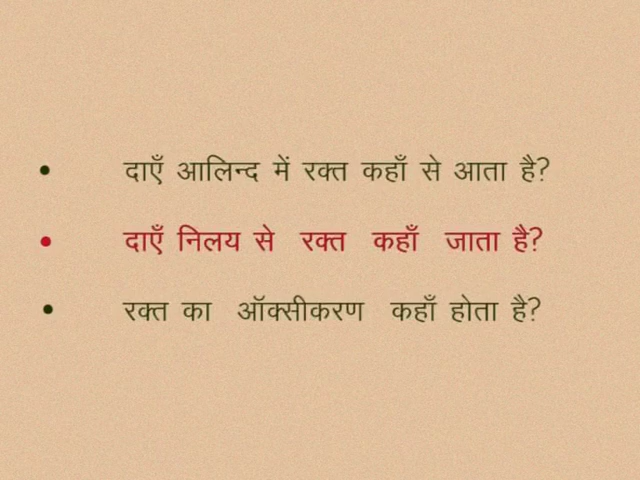 • दाएँ आलिन्द में रक्त कहाँ से आता है?
• दाएँ निलय से रक्त कहाँ जाता है?
• रक्त का ऑक्सीकरण कहाँ होता है?